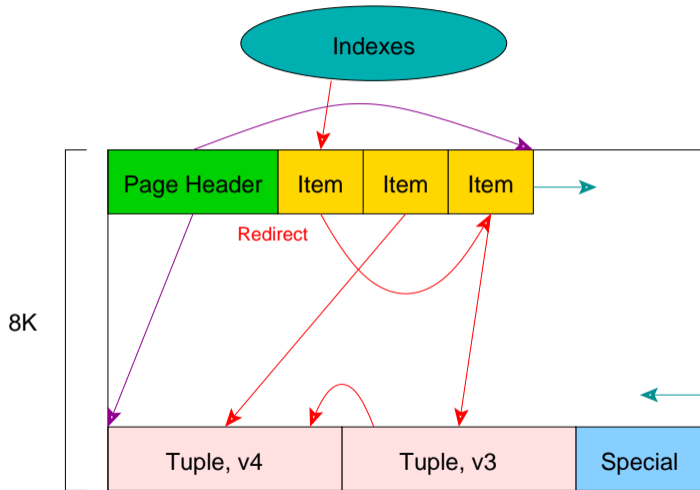 Indexes
Page Header Item Item Item
Redirect
8K
Tuple, v4 Tuple, v3 Special